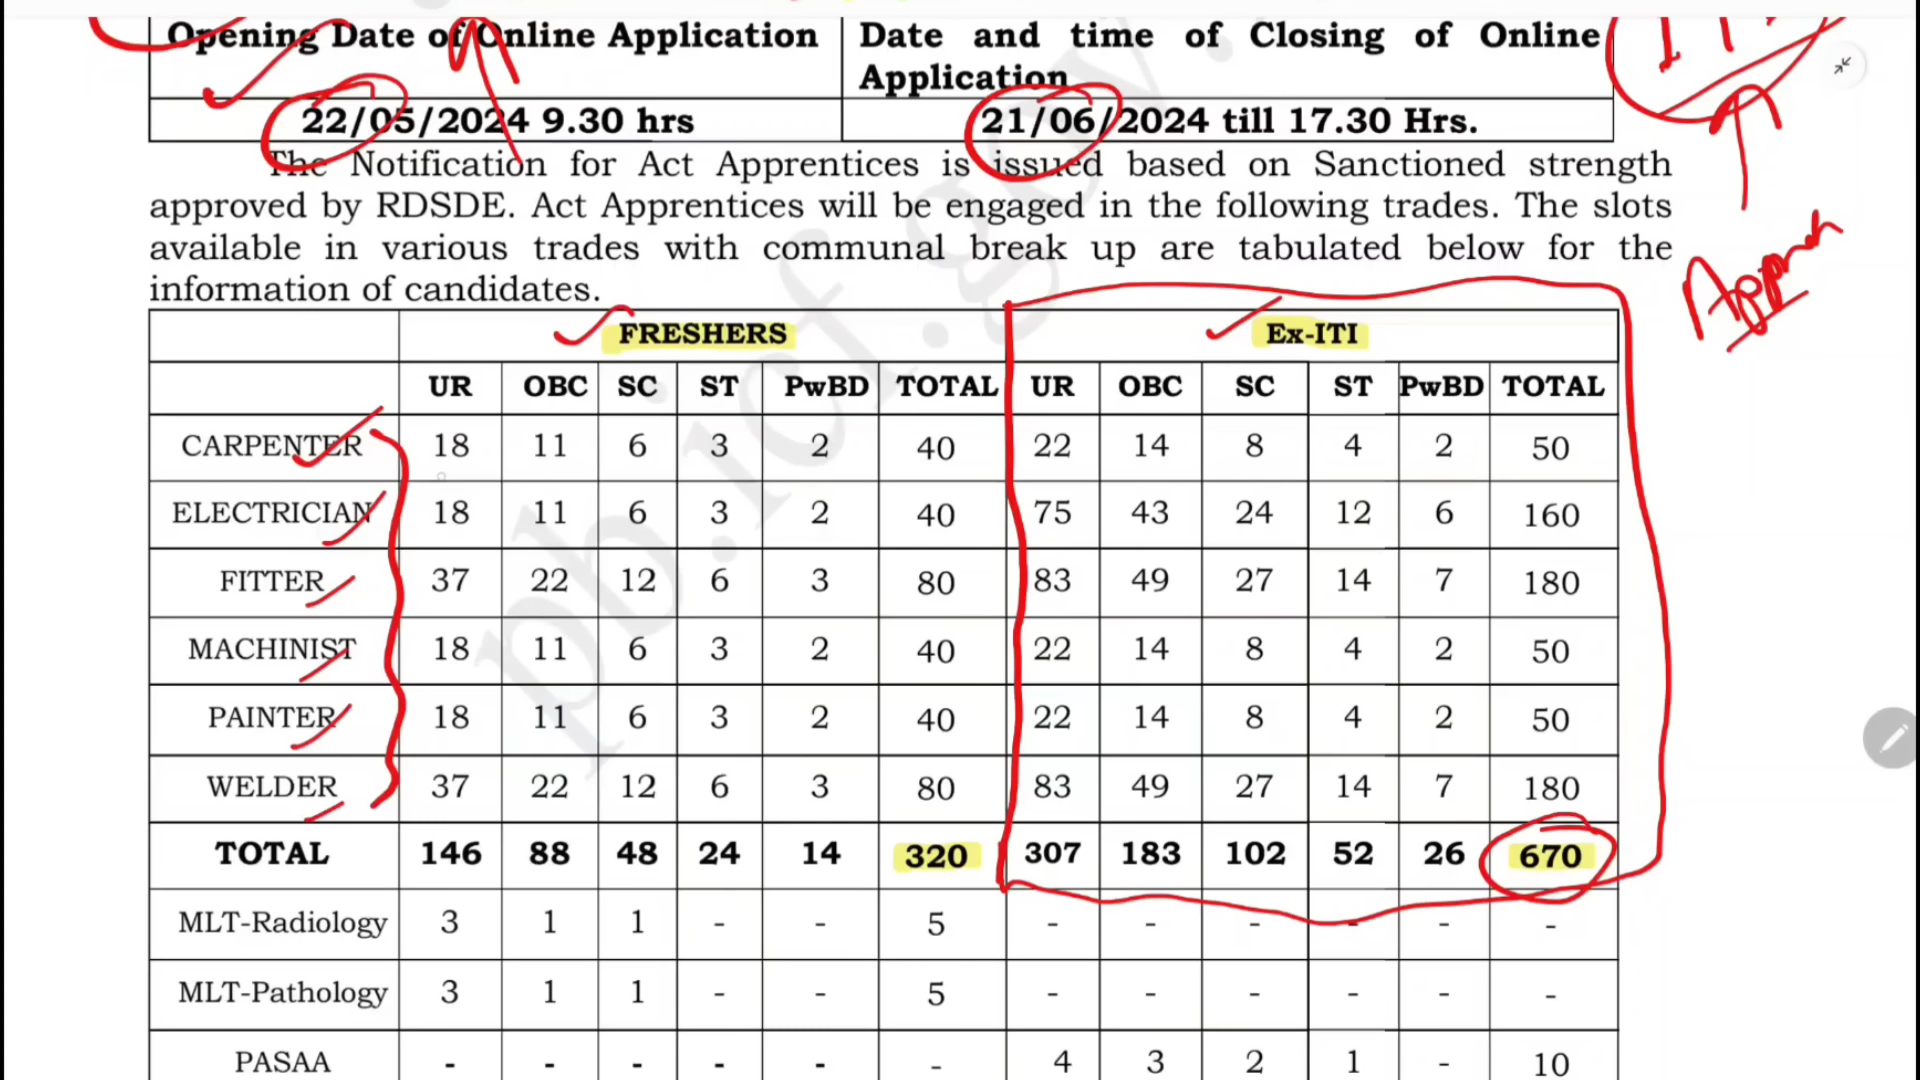 Opening Date of Online Application | Date and time of Closing of Online Application
22/05/2024 9.30 hrs | 21/06/2024 till 17.30 Hrs.
The Notification for Act Apprentices is issued based on Sanctioned strength
approved by RDSDE. Act Apprentices will be engaged in the following trades. The slots
available in various trades with communal break up are tabulated below for the
information of candidates.
FRESHERS | Ex-ITI
UR | OBC | SC | ST | PwBD | TOTAL | UR | OBC | SC | ST | PwBD | TOTAL
CARPENTER | 18 | 11 | 6 | 3 | 2 | 40 | 22 | 14 | 8 | 4 | 2 | 50
ELECTRICIAN | 18 | 11 | 6 | 3 | 2 | 40 | 75 | 43 | 24 | 12 | 6 | 160
FITTER | 37 | 22 | 12 | 6 | 3 | 80 | 83 | 49 | 27 | 14 | 7 | 180
MACHINIST | 18 | 11 | 6 | 3 | 2 | 40 | 22 | 14 | 8 | 4 | 2 | 50
PAINTER | 18 | 11 | 6 | 3 | 2 | 40 | 22 | 14 | 8 | 4 | 2 | 50
WELDER | 37 | 22 | 12 | 6 | 3 | 80 | 83 | 49 | 27 | 14 | 7 | 180
TOTAL | 146 | 88 | 48 | 24 | 14 | 320 | 307 | 183 | 102 | 52 | 26 | 670
MLT-Radiology | 3 | 1 | 1 | - | - | 5 | - | - | - | - | - | -
MLT-Pathology | 3 | 1 | 1 | - | - | 5 | - | - | - | - | - | -
PASAA | - | - | - | - | - | - | 4 | 3 | 2 | 1 | - | 10
pb.icf.gov.